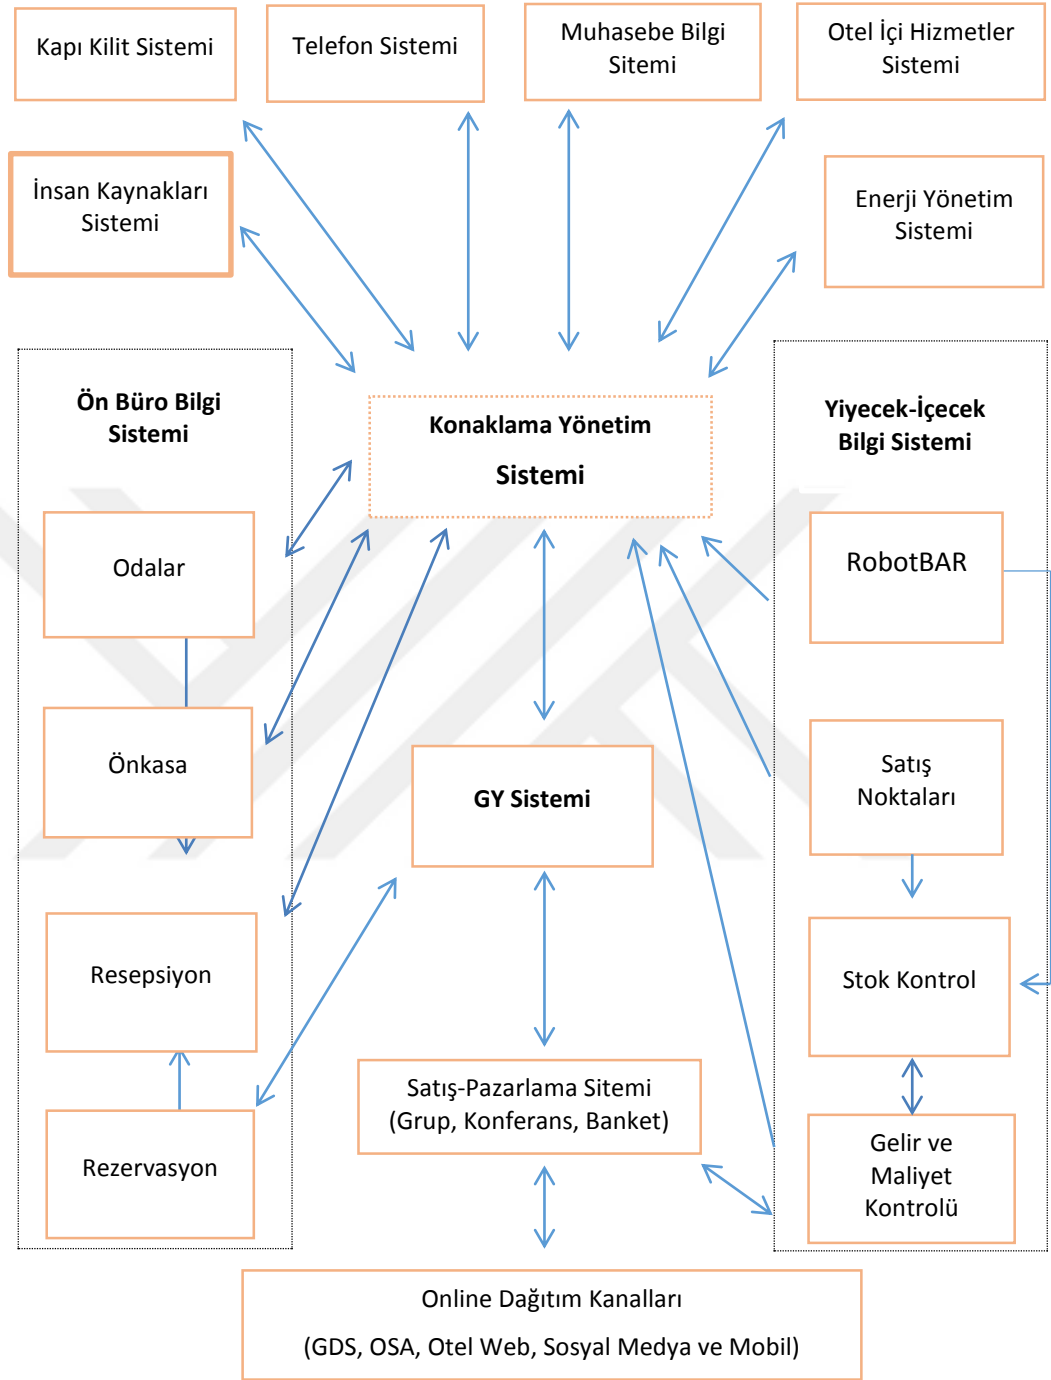 Kapı Kilit Sistemi
Telefon Sistemi
Muhasebe Bilgi
Sitemi
Otel İçi Hizmetler
Sistemi
İnsan Kaynakları
Sistemi
Enerji Yönetim
Sistemi
Ön Büro Bilgi
Sistemi
Konaklama Yönetim
Sistemi
Yiyecek-İçecek
Bilgi Sistemi
Odalar
RobotBAR
Önkasa
GY Sistemi
Satış
Noktaları
Resepsiyon
Stok Kontrol
Satış-Pazarlama Sitemi
(Grup, Konferans, Banket)
Rezervasyon
Gelir ve
Maliyet
Kontrolü
Online Dağıtım Kanalları
(GDS, OSA, Otel Web, Sosyal Medya ve Mobil)